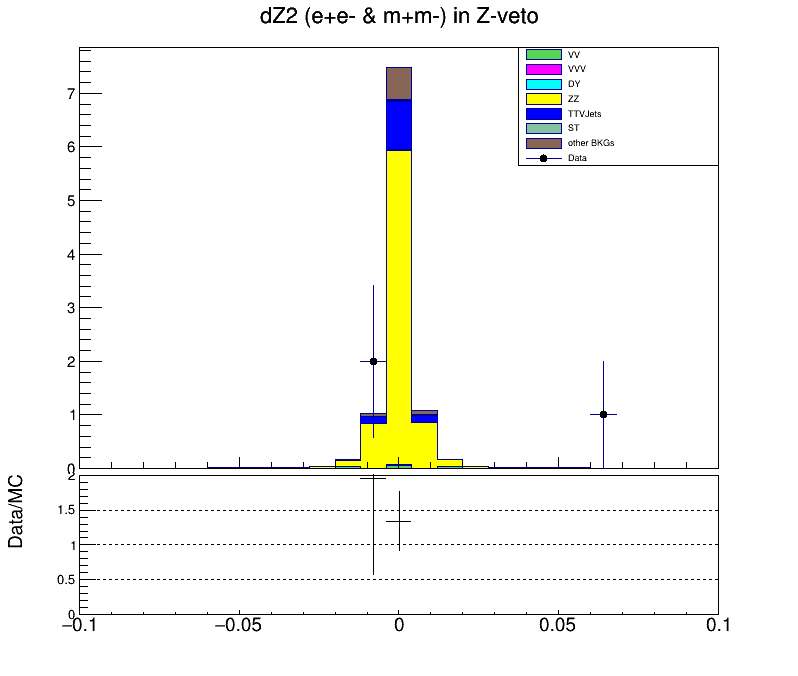 dZ2 (e+e- & m+m-) in Z-veto
VV
VVV
DY
ZZ
TTVJets
ST
other BKGs
Data
7
6
5
4
3
2
1
0
Data/MC
2
1.5
1
0.5
0
−0.1
−0.05
0
0.05
0.1